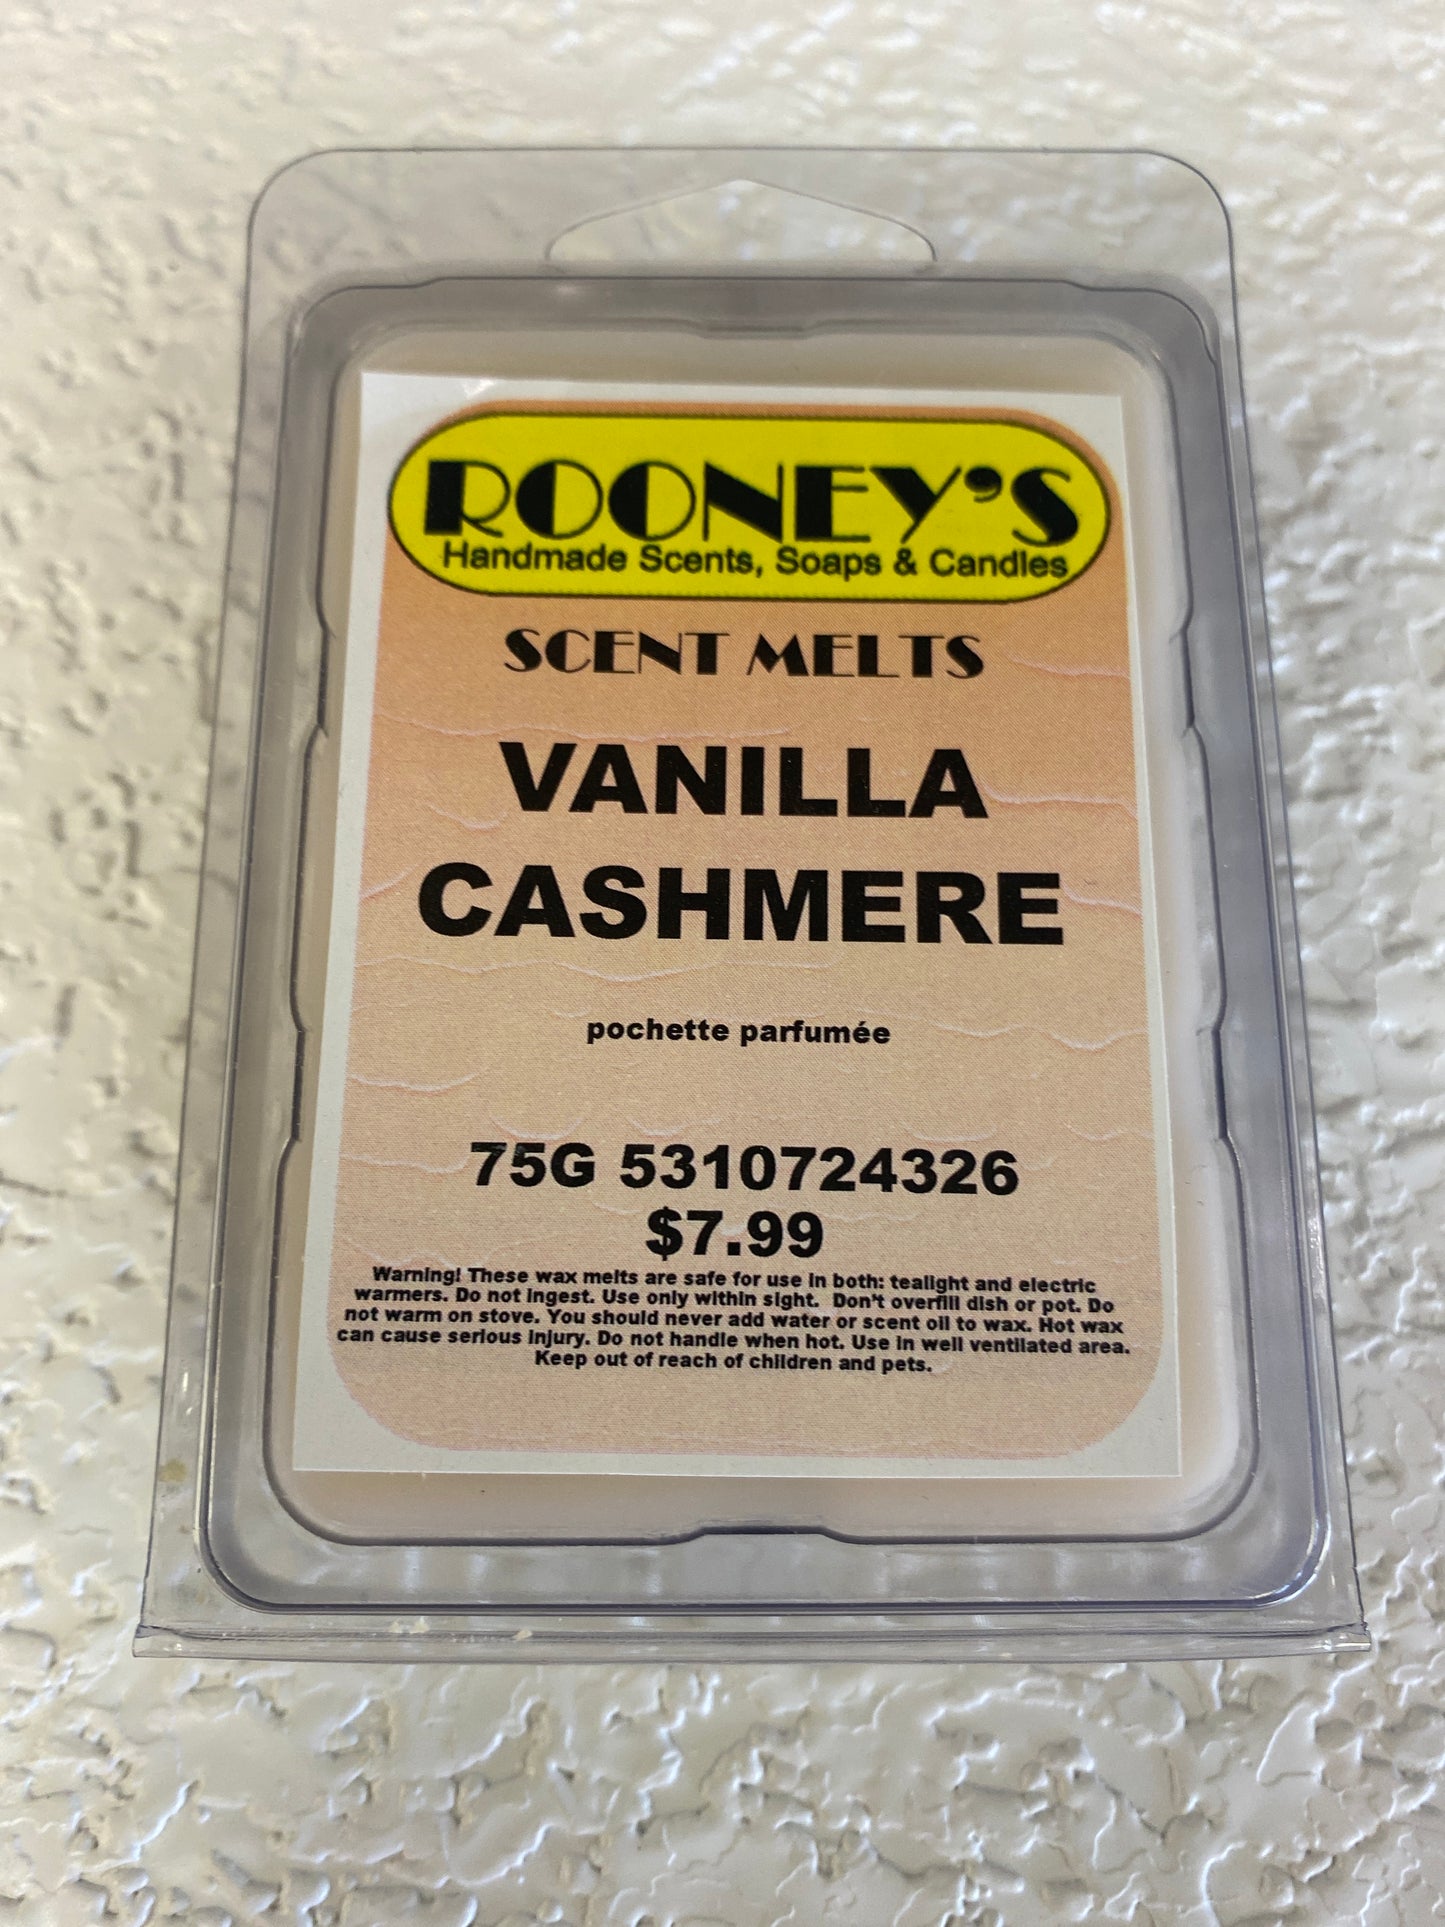 ROONEY'S
Handmade Scents, Soaps & Candles
SCENT MELTS
VANILLA
CASHMERE
pochette parfumée
75G 5310724326
$7.99
Warning! These wax melts are safe for use in both: tealight and electric
warmers. Do not ingest. Use only within sight. Don't overfill dish or pot. Do
not warm on stove. You should never add water or scent oil to wax. Hot wax
can cause serious injury. Do not handle when hot. Use in well ventilated area.
Keep out of reach of children and pets.